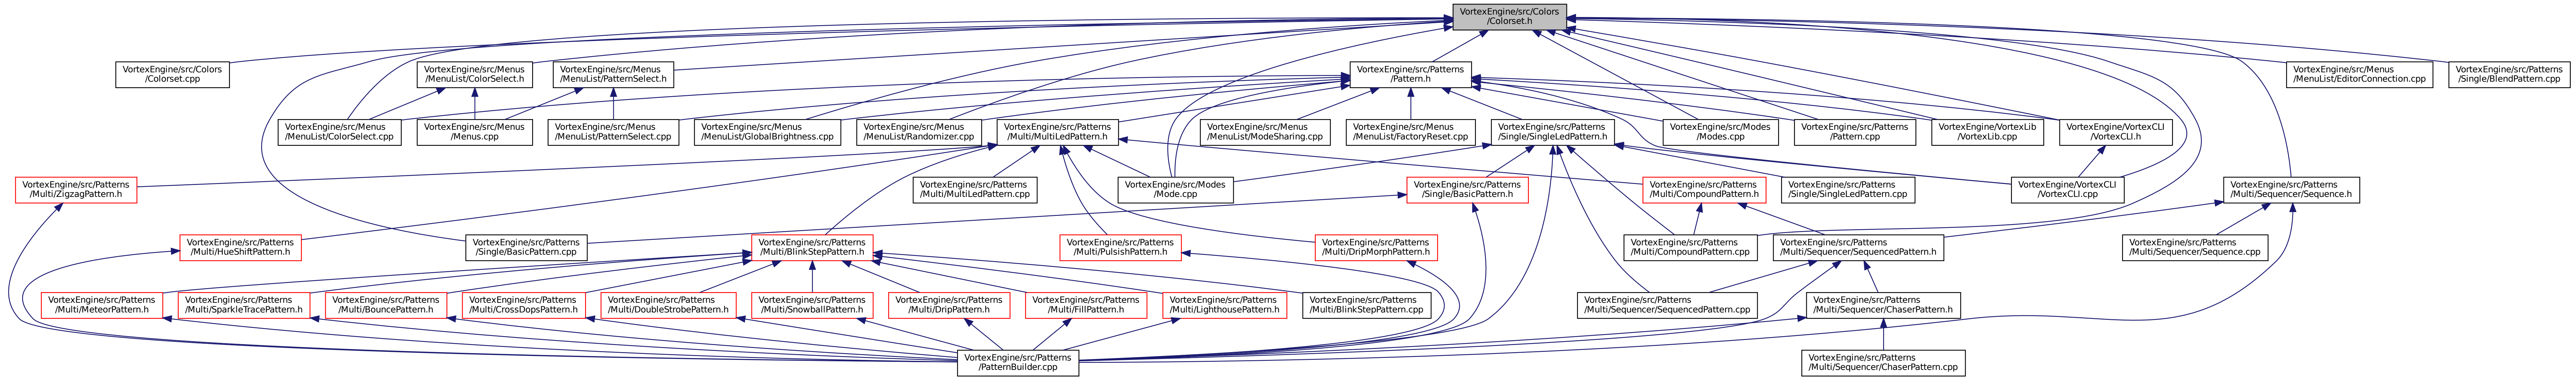 VortexEngine/src/Colors
/Colorset.h
VortexEngine/src/Colors
/Colorset.cpp
VortexEngine/src/Menus
/MenuList/ColorSelect.h
VortexEngine/src/Menus
/MenuList/PatternSelect.h
VortexEngine/src/Patterns
/Pattern.h
VortexEngine/src/Menus
/MenuList/EditorConnection.cpp
VortexEngine/src/Patterns
/Single/BlendPattern.cpp
VortexEngine/src/Menus
/MenuList/ColorSelect.cpp
VortexEngine/src/Menus
/Menus.cpp
VortexEngine/src/Menus
/MenuList/PatternSelect.cpp
VortexEngine/src/Menus
/MenuList/GlobalBrightness.cpp
VortexEngine/src/Menus
/MenuList/Randomizer.cpp
VortexEngine/src/Patterns
/Multi/MultiLedPattern.h
VortexEngine/src/Menus
/MenuList/ModeSharing.cpp
VortexEngine/src/Menus
/MenuList/FactoryReset.cpp
VortexEngine/src/Patterns
/Single/SingleLedPattern.h
VortexEngine/src/Modes
/Modes.cpp
VortexEngine/src/Patterns
/Pattern.cpp
VortexEngine/VortexLib
/VortexLib.cpp
VortexEngine/VortexCLI
/VortexCLI.h
VortexEngine/src/Patterns
/Multi/ZigzagPattern.h
VortexEngine/src/Patterns
/Multi/MultiLedPattern.cpp
VortexEngine/src/Modes
/Mode.cpp
VortexEngine/src/Patterns
/Single/BasicPattern.h
VortexEngine/src/Patterns
/Multi/CompoundPattern.h
VortexEngine/src/Patterns
/Single/SingleLedPattern.cpp
VortexEngine/VortexCLI
/VortexCLI.cpp
VortexEngine/src/Patterns
/Multi/Sequencer/Sequence.h
VortexEngine/src/Patterns
/Multi/HueShiftPattern.h
VortexEngine/src/Patterns
/Single/BasicPattern.cpp
VortexEngine/src/Patterns
/Multi/BlinkStepPattern.h
VortexEngine/src/Patterns
/Multi/PulsishPattern.h
VortexEngine/src/Patterns
/Multi/DripMorphPattern.h
VortexEngine/src/Patterns
/Multi/CompoundPattern.cpp
VortexEngine/src/Patterns
/Multi/Sequencer/SequencedPattern.h
VortexEngine/src/Patterns
/Multi/Sequencer/Sequence.cpp
VortexEngine/src/Patterns
/Multi/MeteorPattern.h
VortexEngine/src/Patterns
/Multi/SparkleTracePattern.h
VortexEngine/src/Patterns
/Multi/BouncePattern.h
VortexEngine/src/Patterns
/Multi/CrossDopsPattern.h
VortexEngine/src/Patterns
/Multi/DoubleStrobePattern.h
VortexEngine/src/Patterns
/Multi/SnowballPattern.h
VortexEngine/src/Patterns
/Multi/DripPattern.h
VortexEngine/src/Patterns
/Multi/FillPattern.h
VortexEngine/src/Patterns
/Multi/LighthousePattern.h
VortexEngine/src/Patterns
/Multi/BlinkStepPattern.cpp
VortexEngine/src/Patterns
/Multi/Sequencer/SequencedPattern.cpp
VortexEngine/src/Patterns
/Multi/Sequencer/ChaserPattern.h
VortexEngine/src/Patterns
/PatternBuilder.cpp
VortexEngine/src/Patterns
/Multi/Sequencer/ChaserPattern.cpp